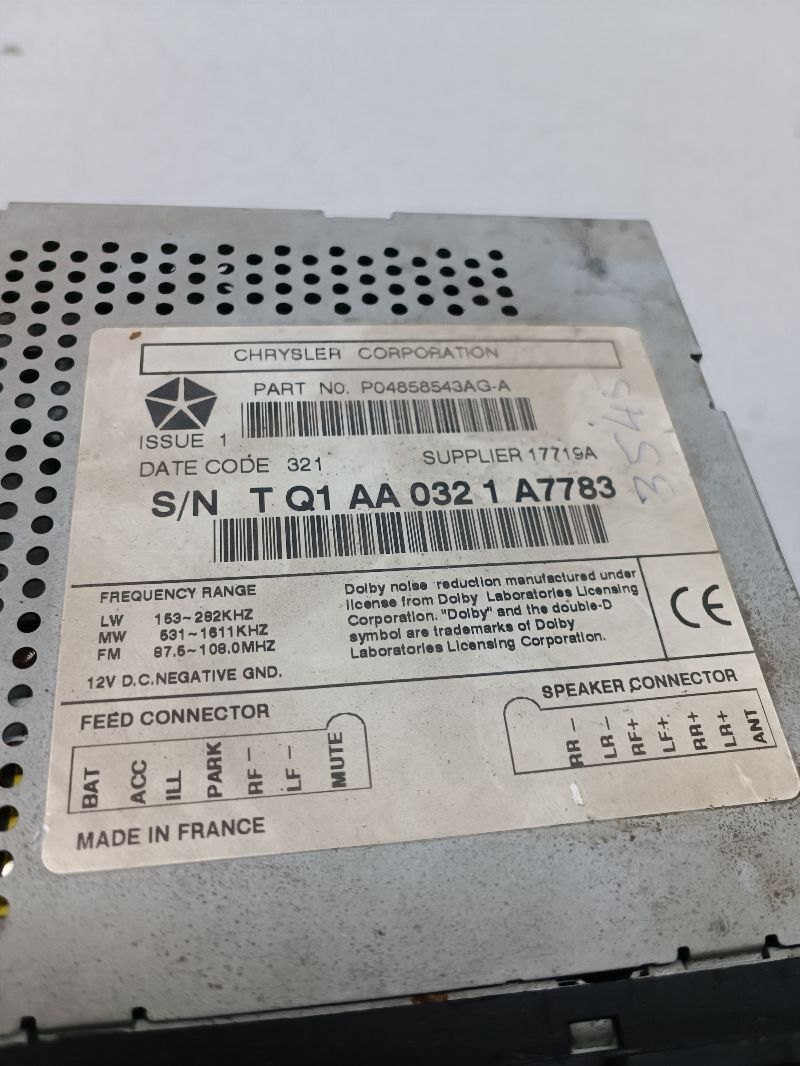 CHRYSLER CORPORATION
PART No. P04858543AG-A
ISSUE 1
DATE CODE 321
SUPPLIER 17719A
3545
S/N T Q1 AA 032 1 A7783
FREQUENCY RANGE
LW 153~282KHZ
MW 531~1611KHZ
FM 87.5~108.0MHZ
12V D.C.NEGATIVE GND.
Dolby noise reduction manufactured under
license from Dolby Laboratories Licensing
Corporation. "Dolby" and the double-D
symbol are trademarks of Dolby
Laboratories Licensing Corporation.
CE
FEED CONNECTOR
BAT
ACC
ILL
PARK
RF -
LF -
MUTE
SPEAKER CONNECTOR
RR -
LR -
RF+
LF+
RR+
LR+
ANT
MADE IN FRANCE